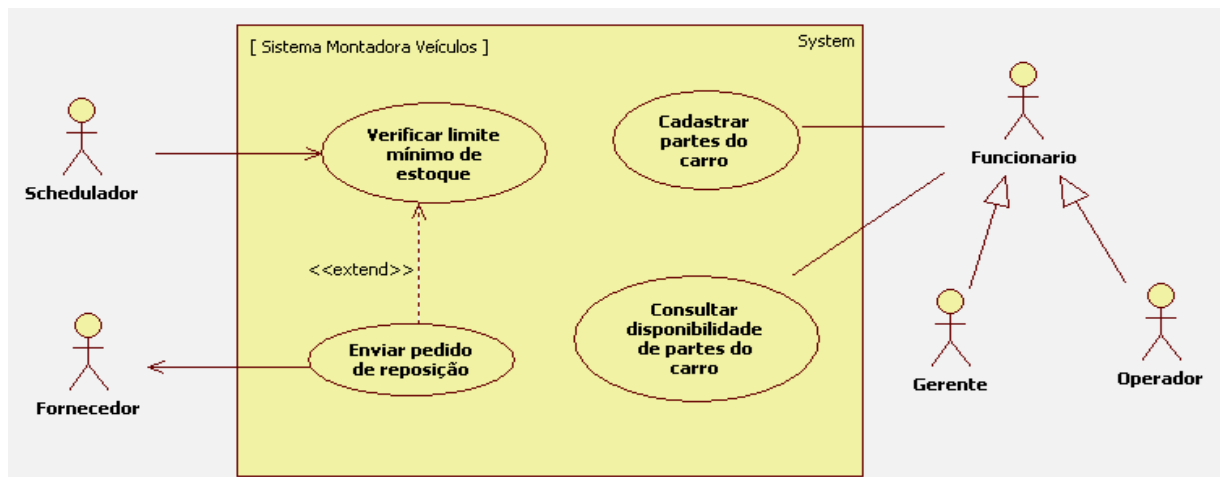 [ Sistema Montadora Veículos ]
System
Verificar limite
mínimo de
estoque
Cadastrar
partes do
carro
Funcionario
Schedulador
<<extend>>
Consultar
disponibilidade
de partes do
carro
Enviar pedido
de reposição
Fornecedor
Gerente
Operador